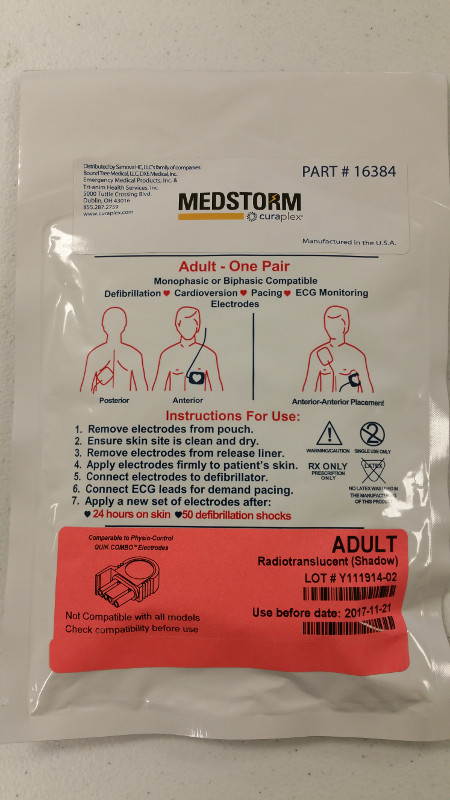 Distributed by Sarnova HC, LLC's family of companies:
Bound Tree Medical, LLC, DXE Medical, Inc.
Emergency Medical Products, Inc. &
Tri-anim Health Services, Inc.
5000 Tuttle Crossing Blvd.
Dublin, OH 43016
855.287.2759
www.curaplex.com
PART # 16384
MEDSTORM
curaplex®
Manufactured in the U.S.A.
Adult - One Pair
Monophasic or Biphasic Compatible
Defibrillation ♥ Cardioversion ♥ Pacing ♥ ECG Monitoring
Electrodes
Posterior
Anterior
Anterior-Anterior Placement
Instructions For Use:
1. Remove electrodes from pouch.
2. Ensure skin site is clean and dry.
3. Remove electrodes from release liner.
4. Apply electrodes firmly to patient's skin.
5. Connect electrodes to defibrillator.
6. Connect ECG leads for demand pacing.
7. Apply a new set of electrodes after:
♥ 24 hours on skin ♥50 defibrillation shocks
WARNING/CAUTION
2
SINGLE USE ONLY
RX ONLY
PRESCRIPTION
ONLY
LATEX
NO LATEX WAS USED IN
THE MANUFACTURING
OF THIS PRODUCT
Comparable to Physio-Control
QUIK COMBO™ Electrodes
Not Compatible with all models
Check compatibility before use
ADULT
Radiotranslucent (Shadow)
LOT # Y111914-02
Use before date: 2017-11-21